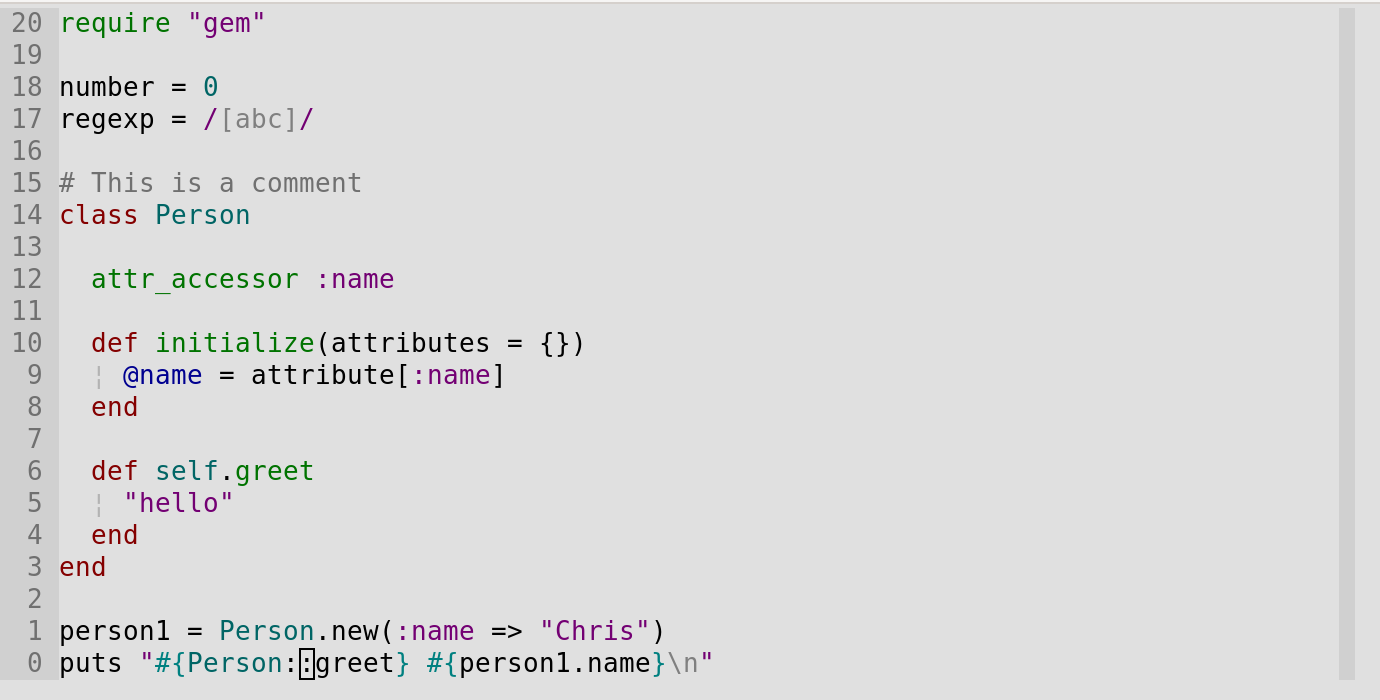 20 require "gem"
19
18 number = 0
17 regexp = /[abc]/
16
15 # This is a comment
14 class Person
13
12   attr_accessor :name
11
10   def initialize(attributes = {})
 9   ¦ @name = attribute[:name]
 8   end
 7
 6   def self.greet
 5   ¦ "hello"
 4   end
 3 end
 2
 1 person1 = Person.new(:name => "Chris")
 0 puts "#{Person::greet} #{person1.name}\n"